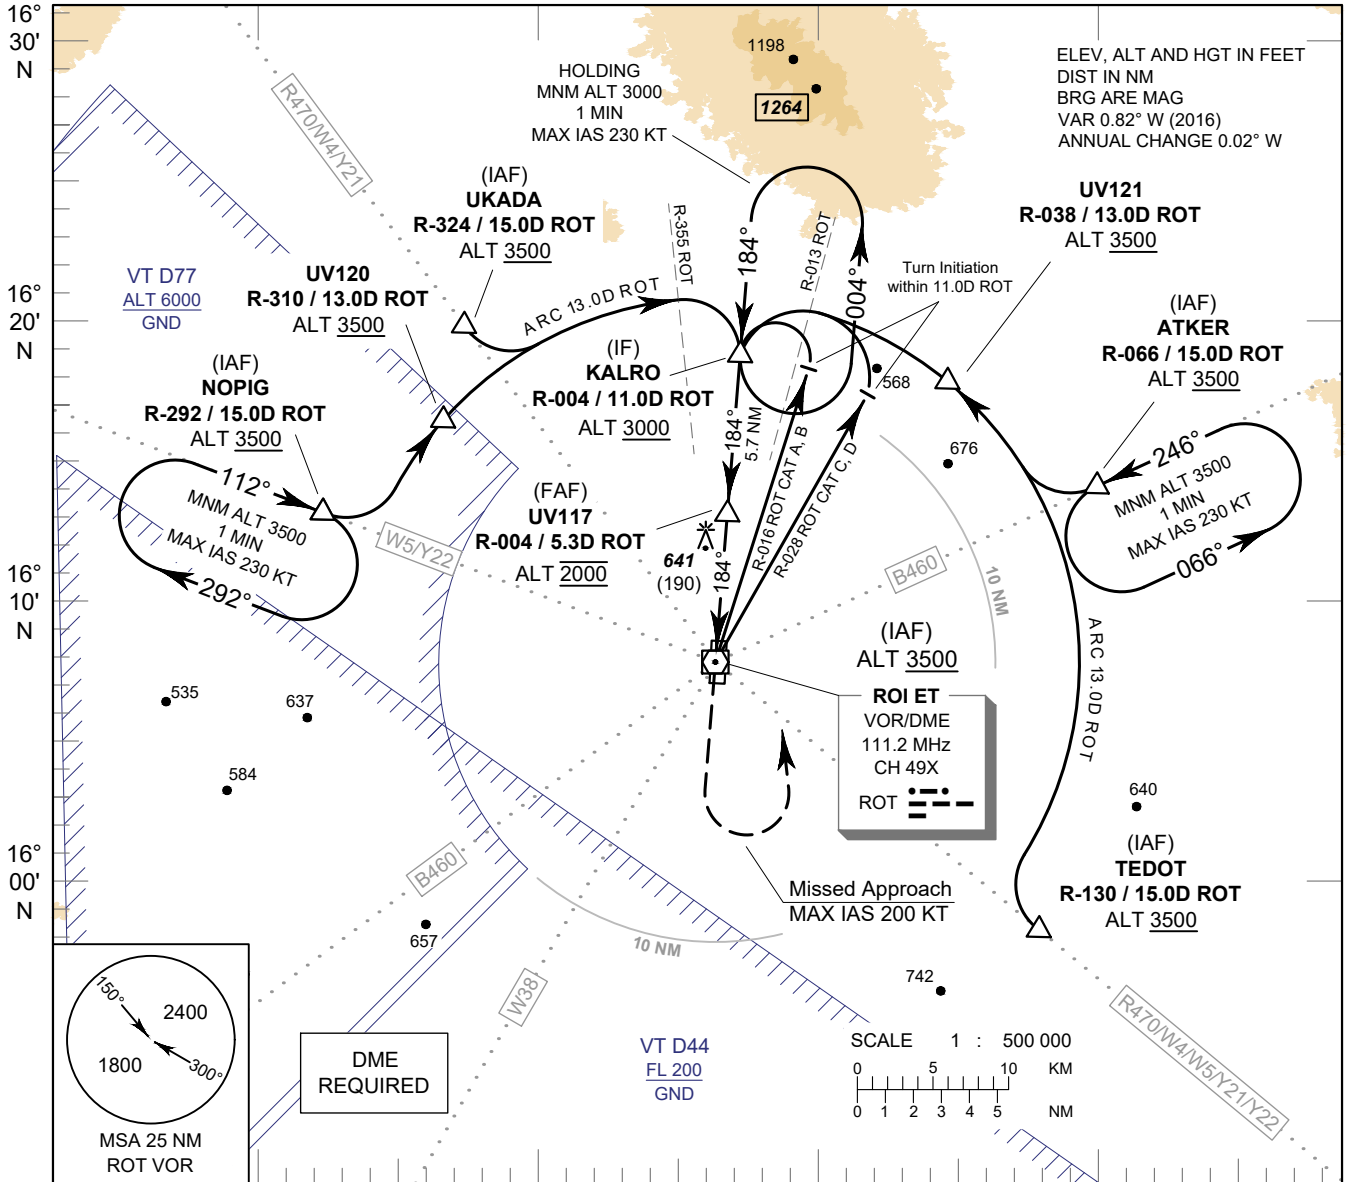 16°
30'
N
16°
20'
N
16°
10'
N
16°
00'
N
ELEV, ALT AND HGT IN FEET
DIST IN NM
BRG ARE MAG
VAR 0.82° W (2016)
ANNUAL CHANGE 0.02° W
HOLDING
MNM ALT 3000
1 MIN
MAX IAS 230 KT
1198
1264
R470/W4/Y21
(IAF)
UKADA
R-324 / 15.0D ROT
ALT 3500
UV121
R-038 / 13.0D ROT
ALT 3500
VT D77
ALT 6000
GND
UV120
R-310 / 13.0D ROT
ALT 3500
ARC 13.0D ROT
R-355 ROT
184°
R-013 ROT
004°
Turn Initiation
within 11.0D ROT
(IAF)
ATKER
R-066 / 15.0D ROT
ALT 3500
(IAF)
NOPIG
R-292 / 15.0D ROT
ALT 3500
(IF)
KALRO
R-004 / 11.0D ROT
ALT 3000
568
676
184°
5.7 NM
R-016 ROT CAT A, B
R-028 ROT CAT C, D
112°
MNM ALT 3500
1 MIN
MAX IAS 230 KT
292°
246°
MNM ALT 3500
1 MIN
MAX IAS 230 KT
066°
(FAF)
UV117
R-004 / 5.3D ROT
ALT 2000
641
(190)
184°
W5/Y22
B460
10 NM
(IAF)
ALT 3500
ROI ET
VOR/DME
111.2 MHz
CH 49X
ROT
ARC 13.0D ROT
535
637
584
640
B460
657
10 NM
Missed Approach
MAX IAS 200 KT
(IAF)
TEDOT
R-130 / 15.0D ROT
ALT 3500
742
W38
R470/W4/W5/Y21/Y22
150°
2400
1800
300°
MSA 25 NM
ROT VOR
DME
REQUIRED
VT D44
FL 200
GND
SCALE 1 : 500 000
0 5 10 KM
0 1 2 3 4 5 NM